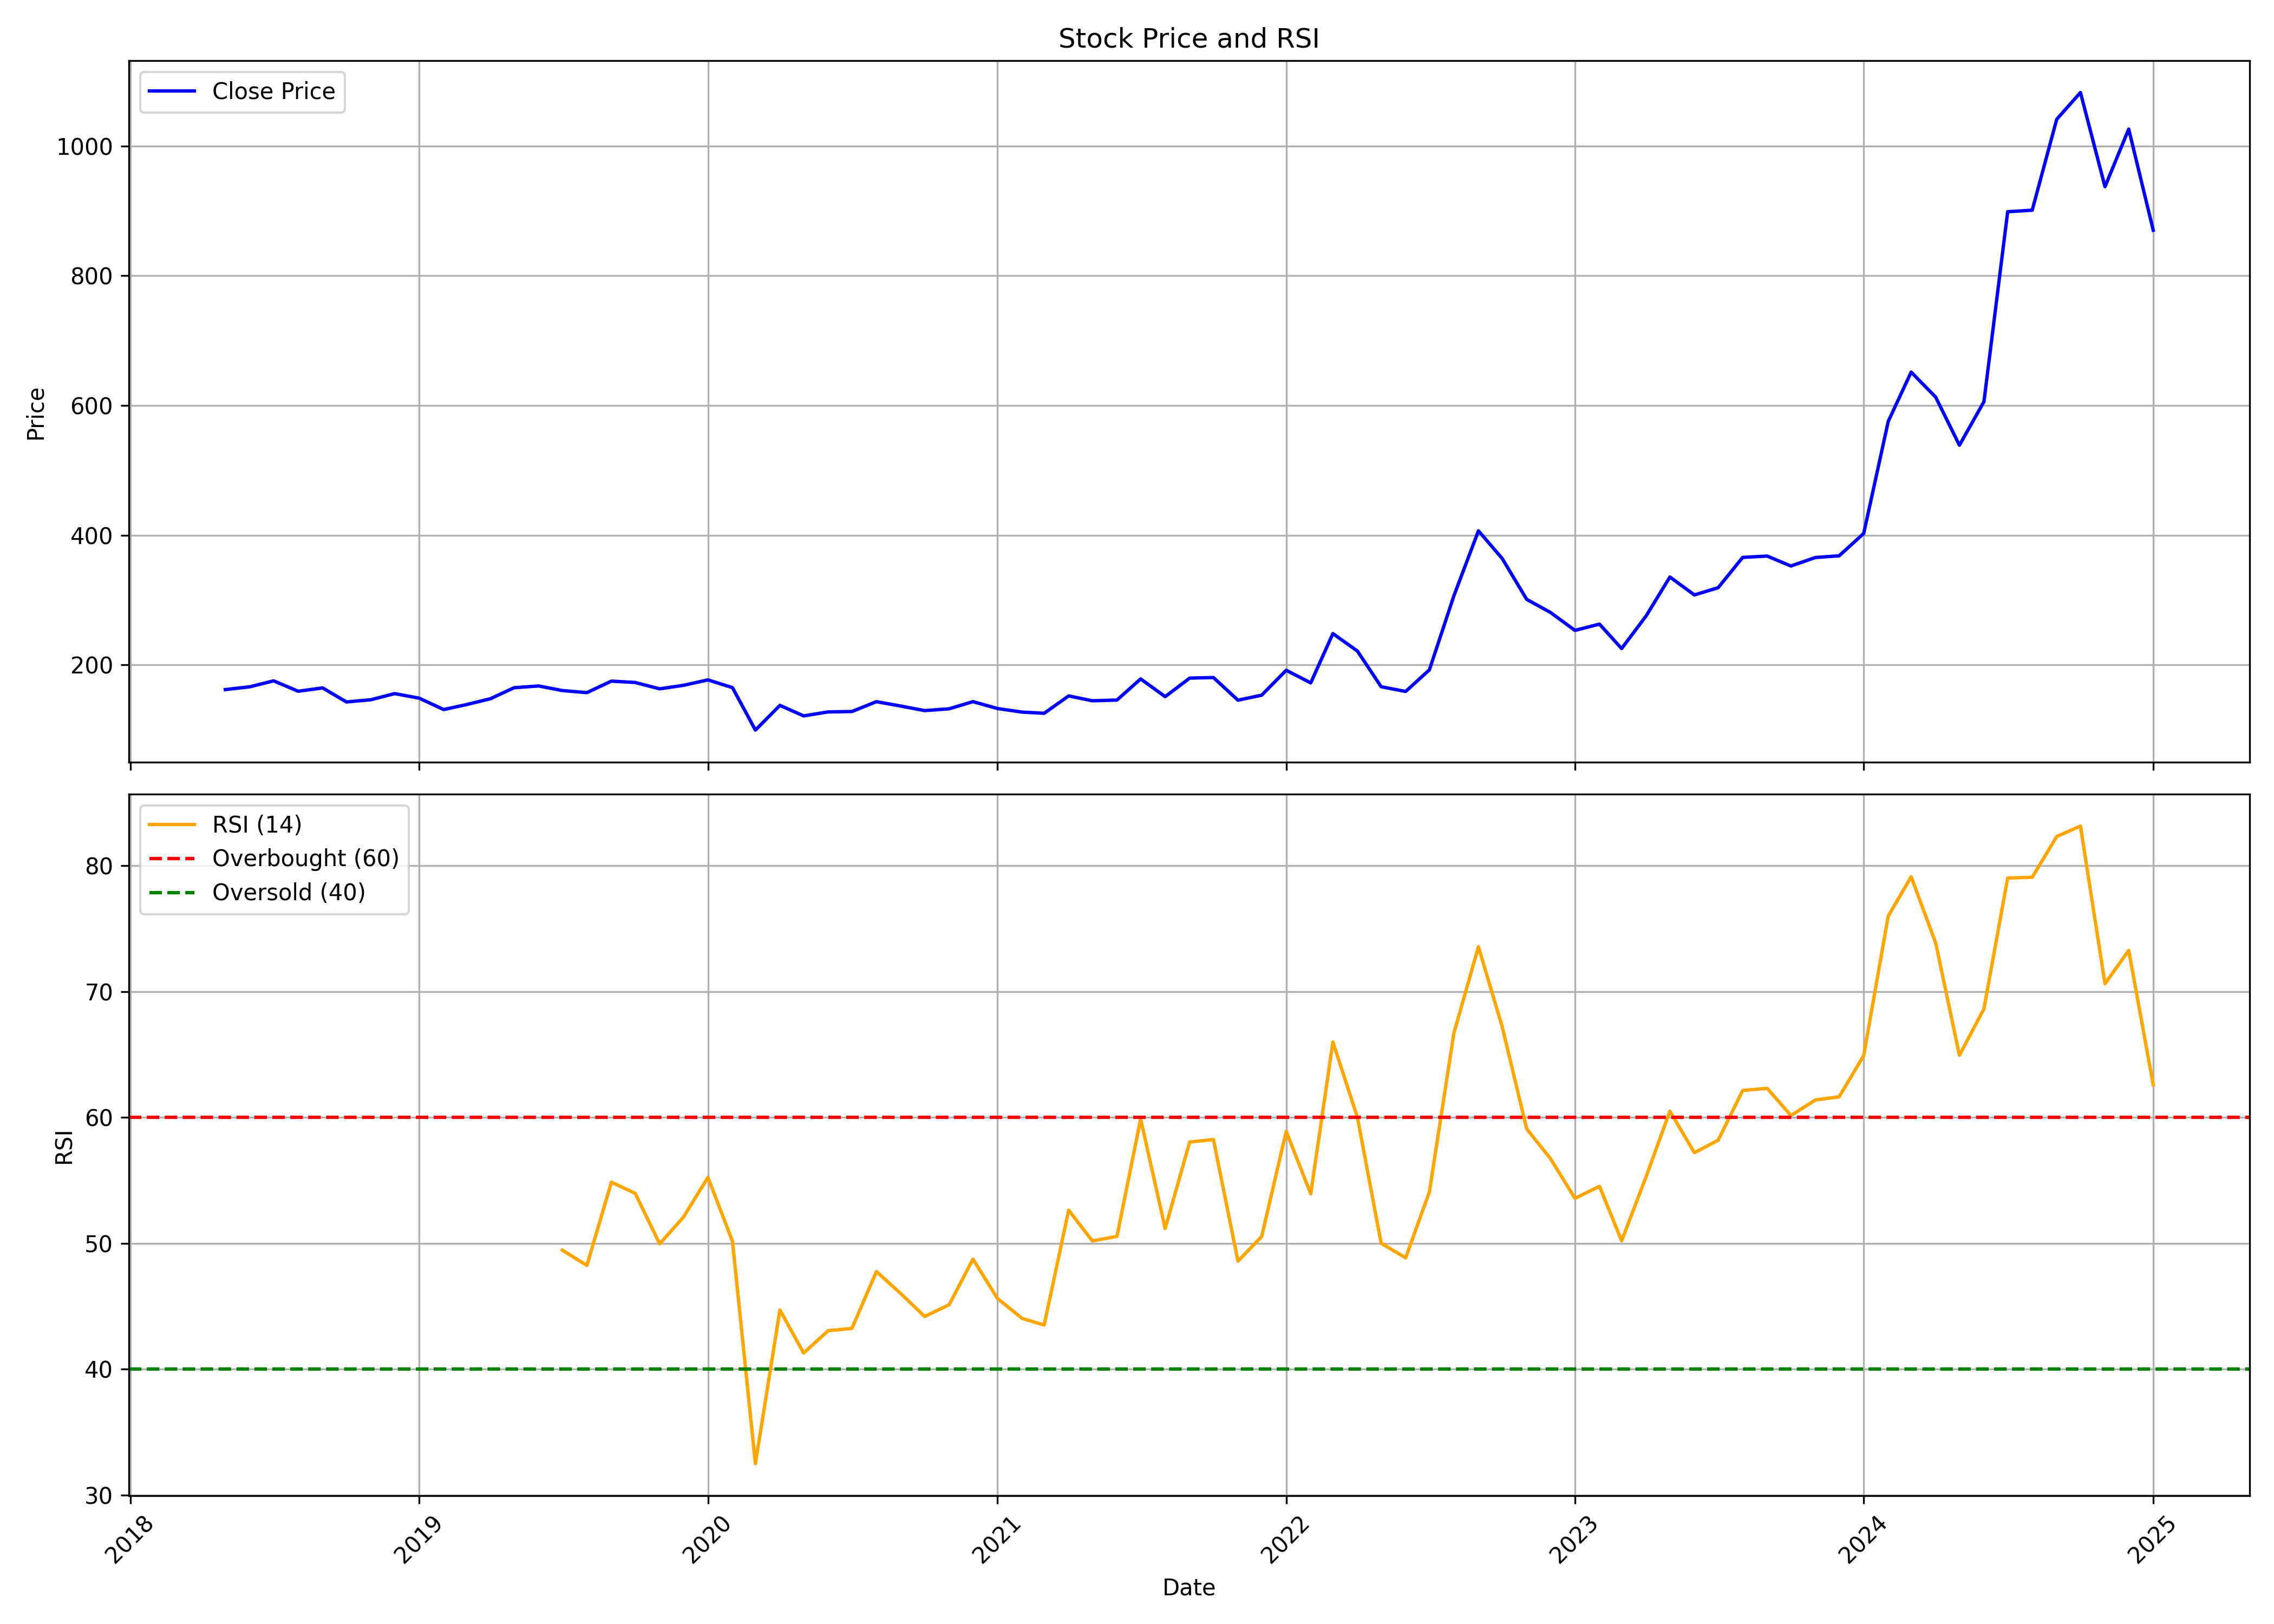 Stock Price and RSI
Close Price
1000
800
600
400
200
Price
RSI (14)
Overbought (60)
Oversold (40)
80
70
60
50
40
30
RSI
2018
2019
2020
2021
2022
2023
2024
2025
Date